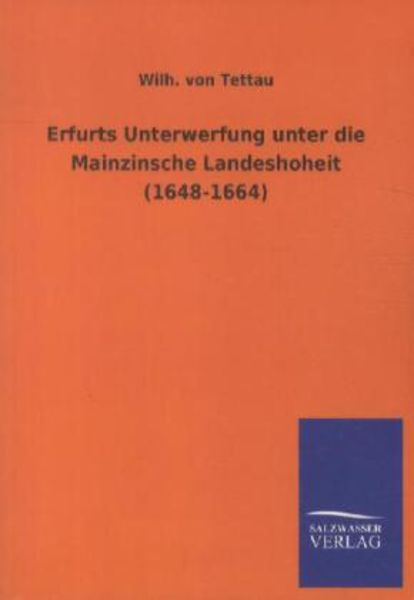 Wilh. von Tettau
Erfurts Unterwerfung unter die
Mainzinsche Landeshoheit
(1648-1664)
SALZWASSER
VERLAG